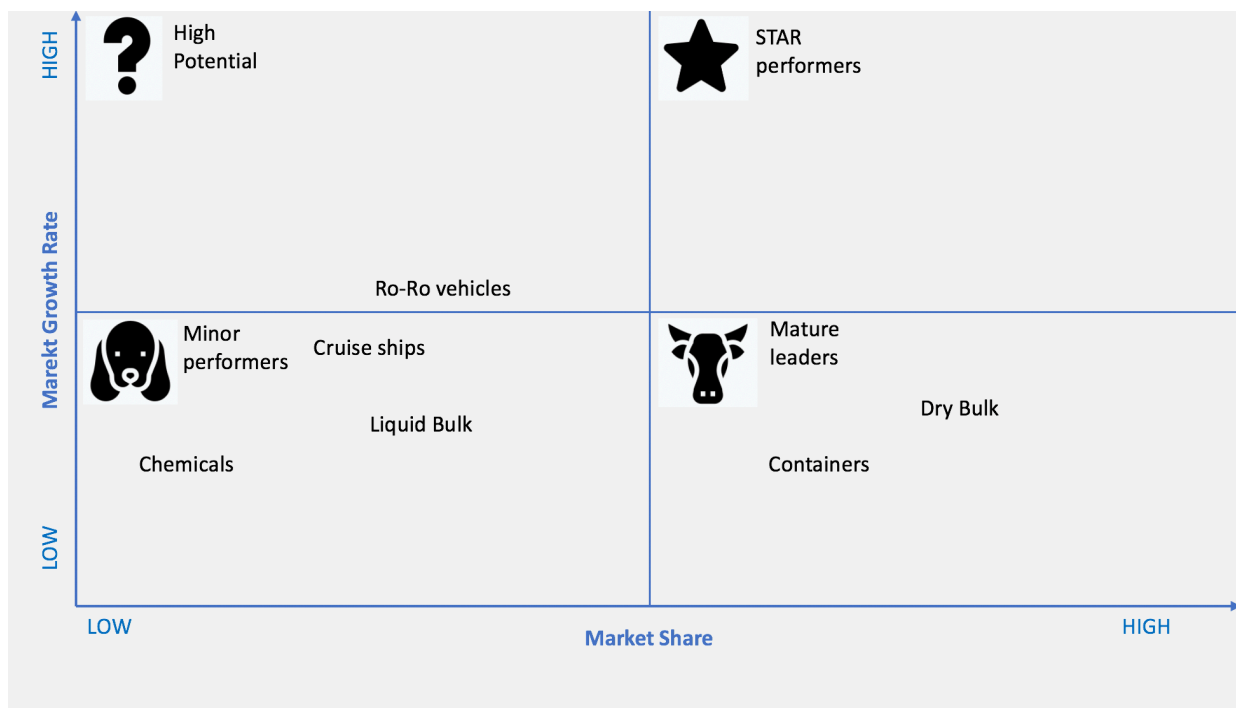 HIGH
High
Potential
STAR
performers
Marekt Growth Rate
Ro-Ro vehicles
Minor
performers
Cruise ships
Mature
leaders
Dry Bulk
Liquid Bulk
Chemicals
Containers
LOW
LOW
Market Share
HIGH